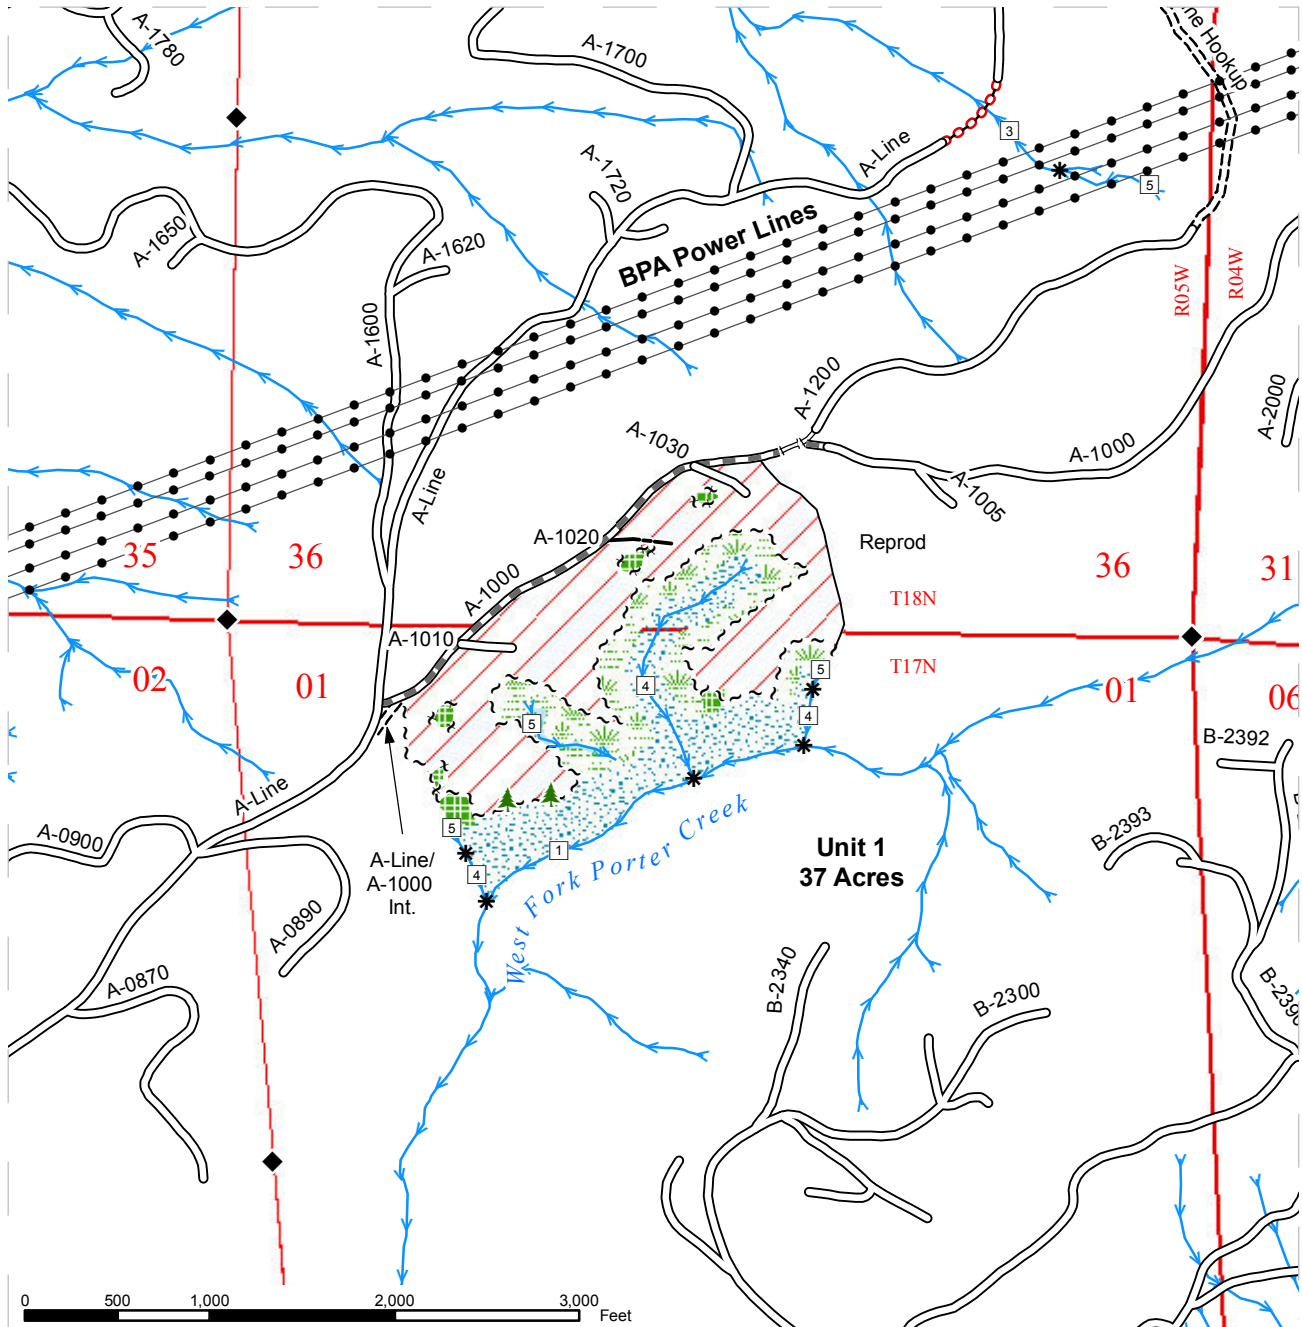 A-1780
A-1700
ne Hookup
3
A-Line
5
A-1720
A-1650
A-1620
BPA Power Lines
R05W
R04W
A-1600
A-1200
A-2000
A-1030
A-1000
A-Line
A-1005
A-1020
35
36
Reprod
36
31
A-1000
T18N
A-1010
T17N
02
01
4
5
01
06
5
4
B-2392
A-Line
B-2393
A-0900
5
1
West Fork Porter Creek
Unit 1
37 Acres
A-Line/
A-1000
Int.
4
A-0890
A-0870
B-2340
B-2300
B-2390
0
500
1,000
2,000
3,000
Feet